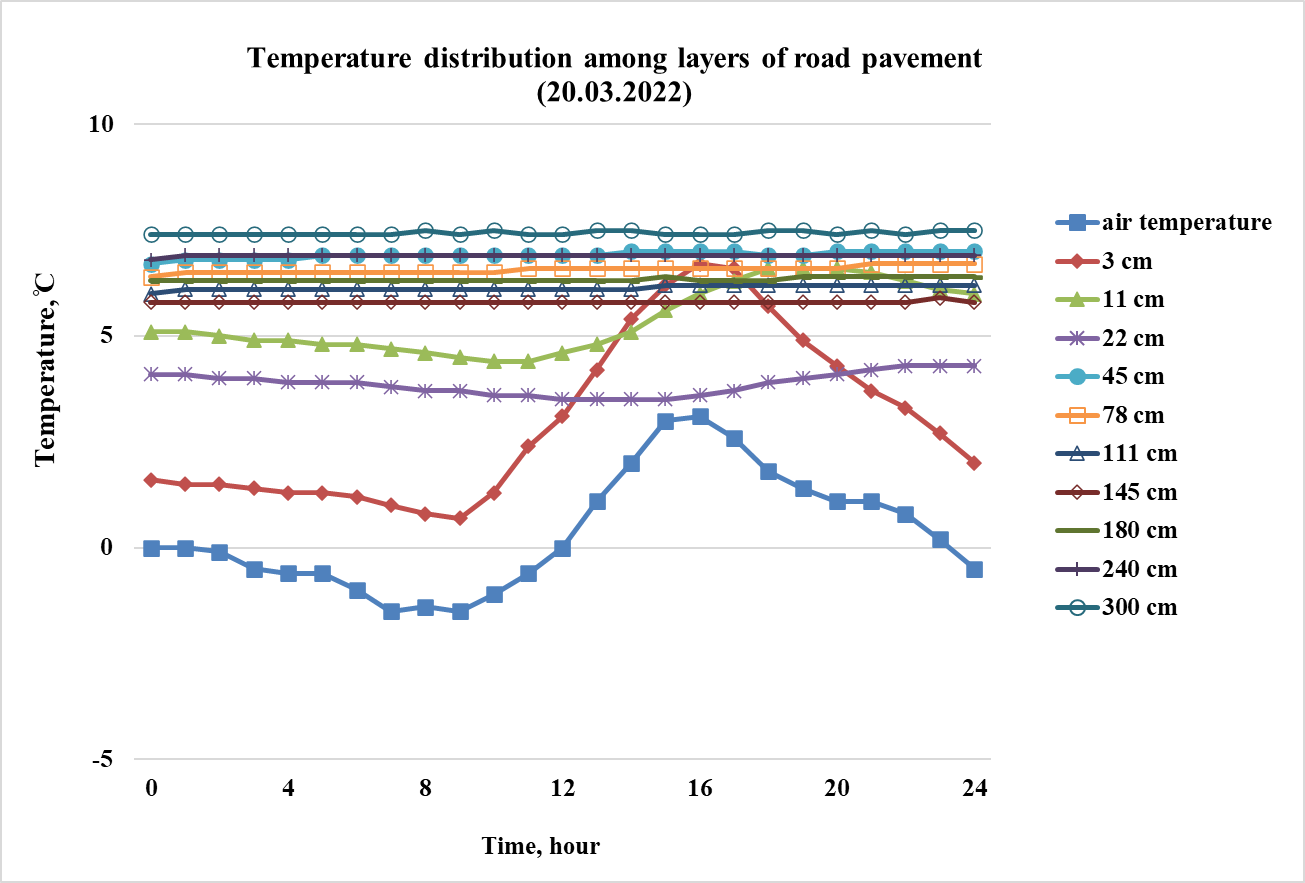 Temperature distribution among layers of road pavement
(20.03.2022)
10
5
0
-5
Temperature,℃
0 4 8 12 16 20 24
Time, hour
air temperature
3 cm
11 cm
22 cm
45 cm
78 cm
111 cm
145 cm
180 cm
240 cm
300 cm